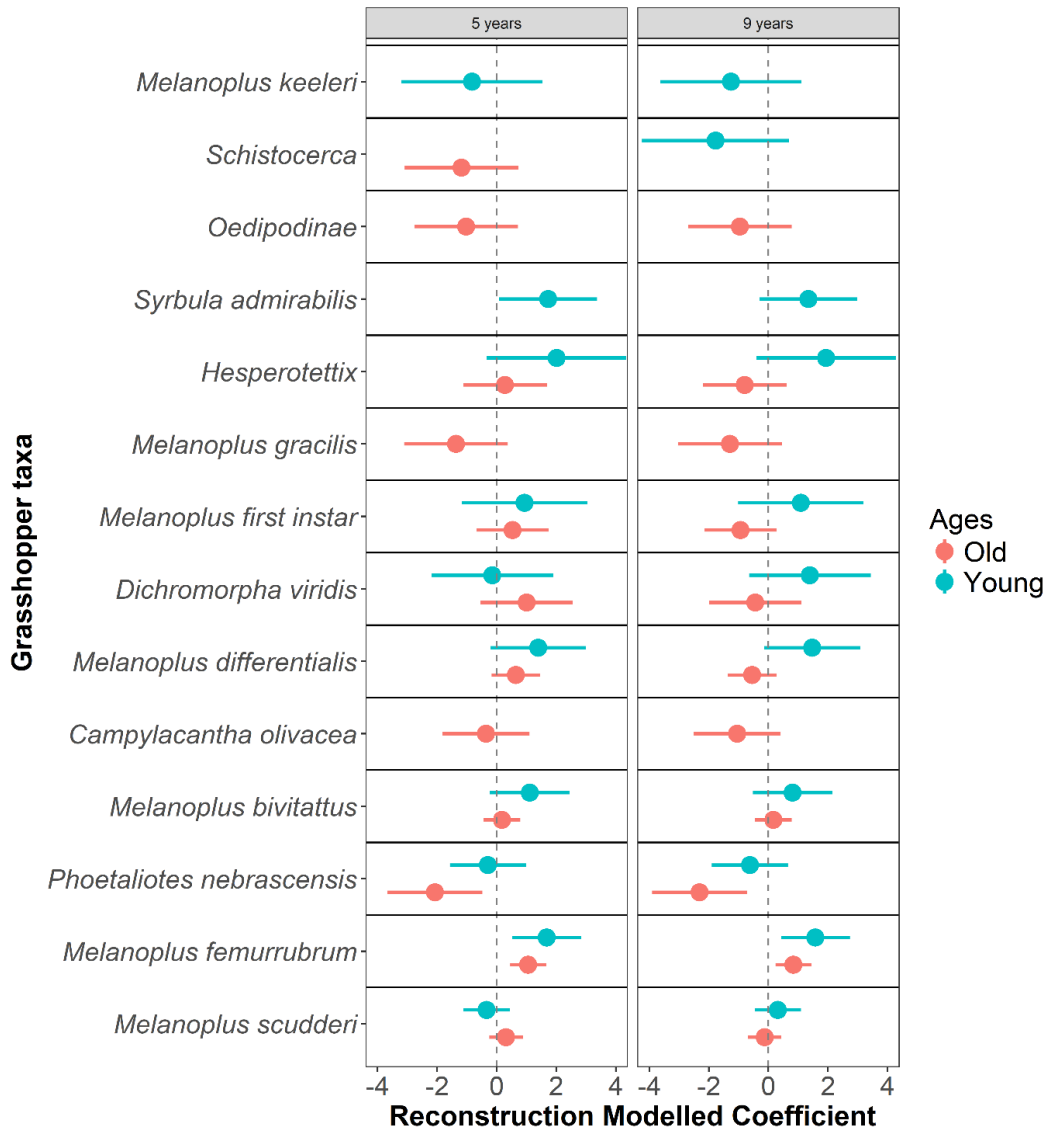 5 years
9 years
Melanoplus keeleri
Schistocerca
Oedipodinae
Syrbula admirabilis
Hesperotettix
Melanoplus gracilis
Melanoplus first instar
Dichromorpha viridis
Melanoplus differentialis
Campylacantha olivacea
Melanoplus bivitattus
Phoetaliotes nebrascensis
Melanoplus femurrubrum
Melanoplus scudderi
Grasshopper taxa
-4 -2 0 2 4
-4 -2 0 2 4
Reconstruction Modelled Coefficient
Ages
Old
Young